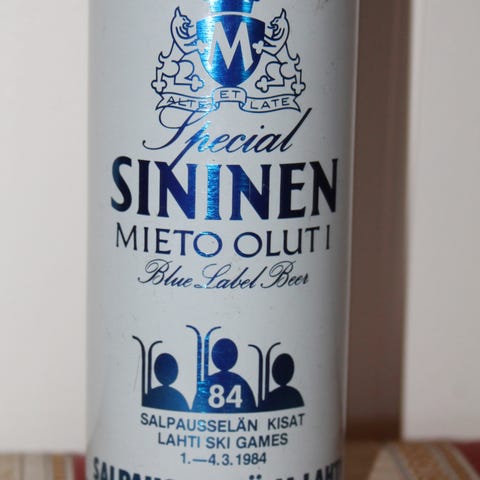 M
ALTE ET LATE
Special
SININEN
MIETO OLUT I
Blue Label Beer
84
SALPAUSSELÄN KISAT
LAHTI SKI GAMES
1.—4.3.1984